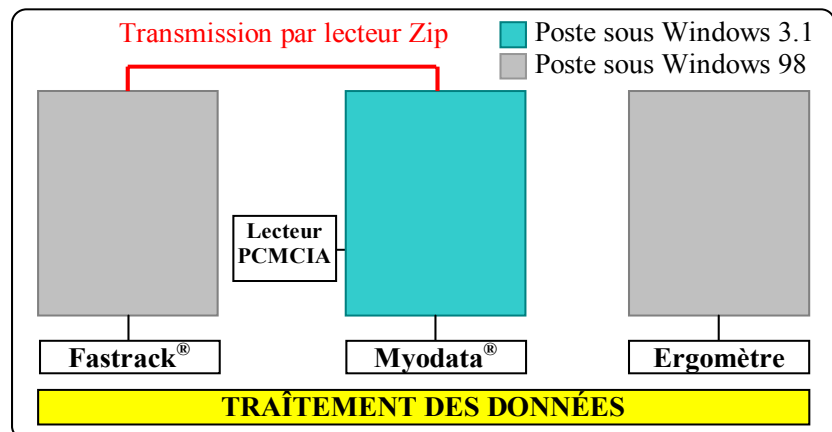 Transmission par lecteur Zip
Poste sous Windows 3.1
Poste sous Windows 98
Lecteur
PCMCIA
Fastrack®
Myodata®
Ergomètre
TRAÎTEMENT DES DONNÉES